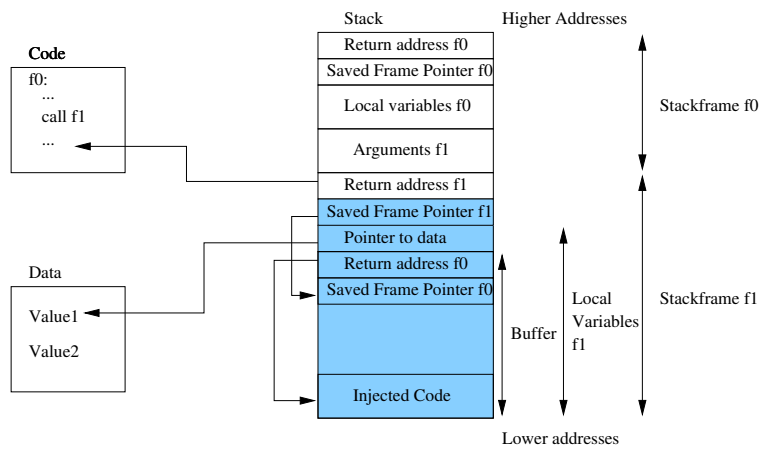 Stack
Higher Addresses
Return address f0
Saved Frame Pointer f0
Local variables f0
Arguments f1
Return address f1
Saved Frame Pointer f1
Pointer to data
Return address f0
Saved Frame Pointer f0
Injected Code
Code
f0:
...
call f1
...
Data
Value1
Value2
Buffer
Local
Variables
f1
Stackframe f0
Stackframe f1
Lower addresses